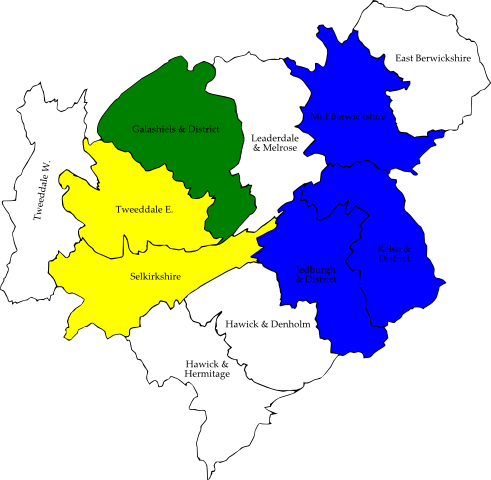 East Berwickshire
Mid Berwickshire
Galashiels & District
Leaderdale
& Melrose
Tweeddale W.
Tweeddale E.
Kelso &
District
Selkirkshire
Jedburgh
& District
Hawick & Denholm
Hawick &
Hermitage